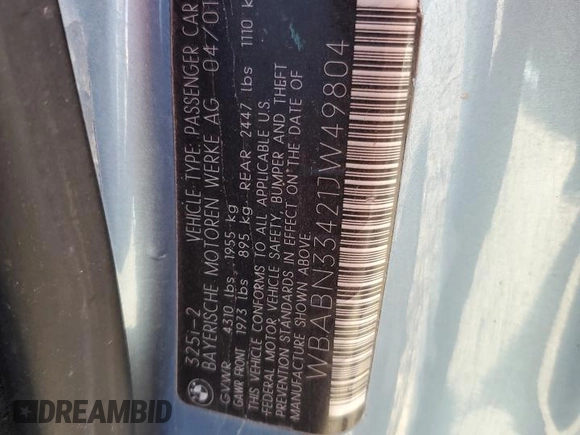 325I-2 VEHICLE TYPE: PASSENGER CAR
BAYERISCHE MOTOREN WERKE AG 04/01
GVWR 4310 lbs 1955 kg
GAWR FRONT 1973 lbs 895 kg REAR 2447 lbs 1110 k
THIS VEHICLE CONFORMS TO ALL APPLICABLE U.S.
FEDERAL MOTOR VEHICLE SAFETY, BUMPER AND THEFT
PREVENTION STANDARDS IN EFFECT ON THE DATE OF
MANUFACTURE SHOWN ABOVE.
WBABN33421JW49804
DREAMBID